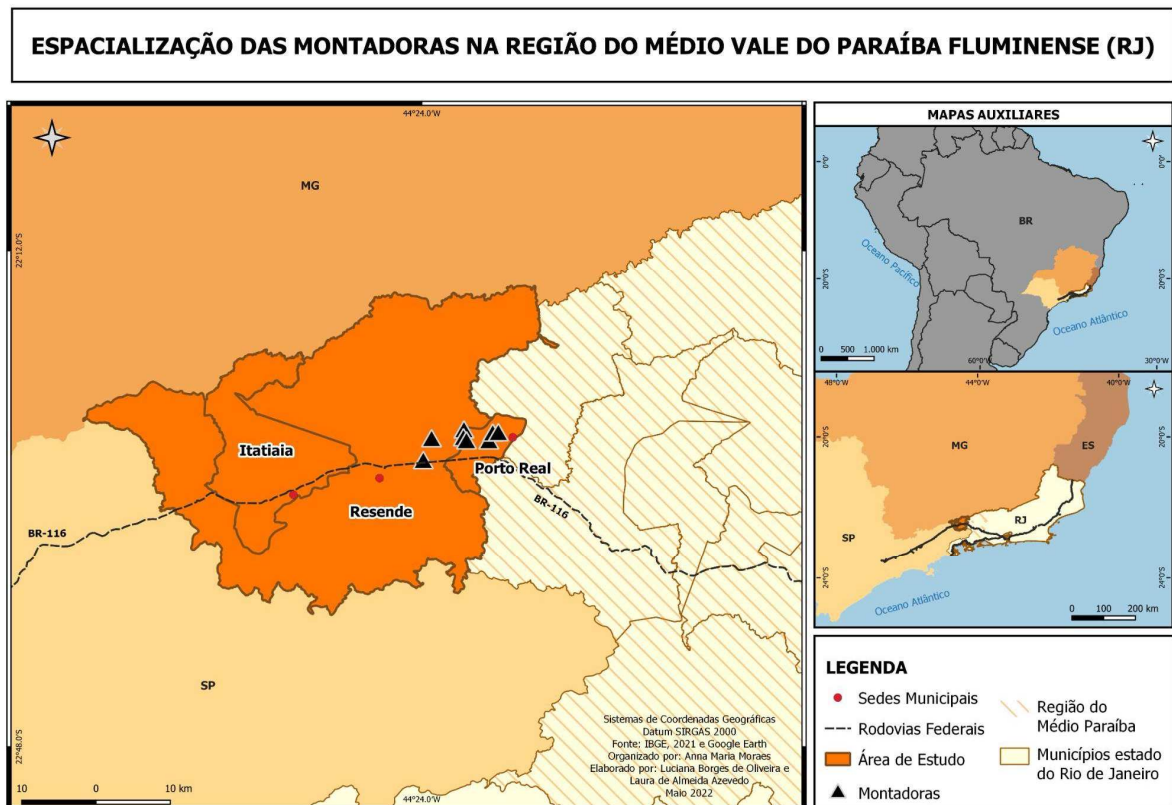 ESPACIALIZAÇÃO DAS MONTADORAS NA REGIÃO DO MÉDIO VALE DO PARAÍBA FLUMINENSE (RJ)
44°24.0'W
MG
22°12.0'S
Itatiaia
Porto Real
Resende
BR-116
BR-116
SP
22°48.0'S
Sistemas de Coordenadas Geográficas
Datum SIRGAS 2000
Fonte: IBGE, 2021 e Google Earth
Organizado por: Anna Maria Moraes
Elaborado por: Luciana Borges de Oliveira e
Laura de Almeida Azevedo
Maio 2022
10 0 10 km
44°24.0'W
MAPAS AUXILIARES
0°0'
0°0'
BR
Oceano Pacífico
20°0'S
20°0'S
Oceano Atlântico
0 500 1.000 km
60°0'W
30°0'W
48°0'W
44°0'W
40°0'W
20°0'S
20°0'S
MG
ES
RJ
SP
24°0'S
24°0'S
Oceano Atlântico
0 100 200 km
LEGENDA
Sedes Municipais
Rodovias Federais
Área de Estudo
Montadoras
Região do
Médio Paraíba
Municípios estado
do Rio de Janeiro